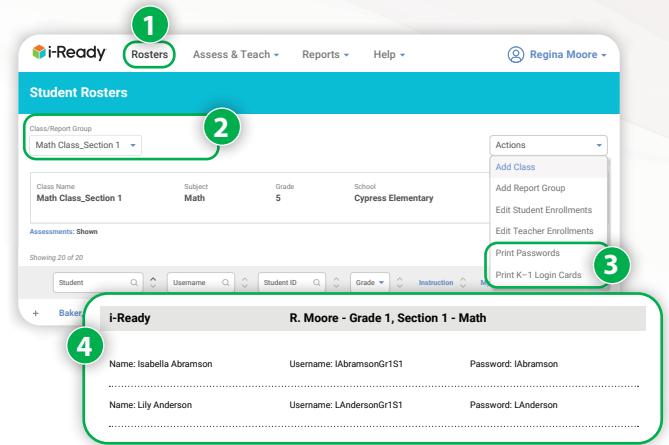 1
i-Ready Rosters Assess & Teach Reports Help Regina Moore
Student Rosters
2
Class/Report Group
Math Class_Section 1
Actions
Add Class
Add Report Group
Edit Student Enrollments
Edit Teacher Enrollments
Print Passwords
Print K–1 Login Cards
3
Class Name Subject Grade School
Math Class_Section 1 Math 5 Cypress Elementary
Assessments: Shown
Showing 20 of 20
Student Username Student ID Grade Instruction
+ Baker,
4
i-Ready R. Moore - Grade 1, Section 1 - Math
Name: Isabella Abramson Username: IAbramsonGr1S1 Password: IAbramson
Name: Lily Anderson Username: LAndersonGr1S1 Password: LAnderson